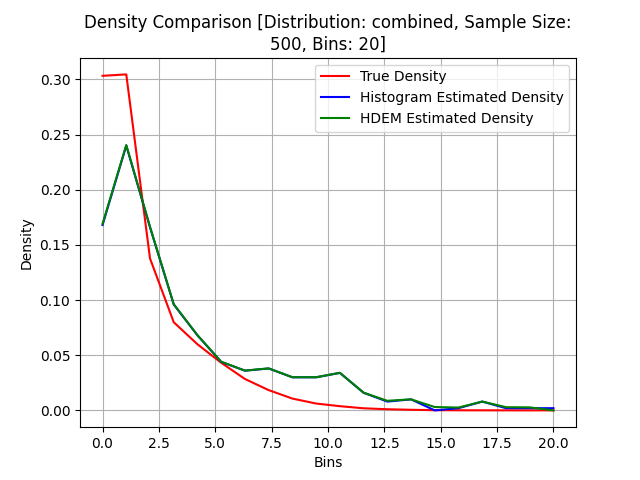 Density Comparison [Distribution: combined, Sample Size:
500, Bins: 20]
True Density
Histogram Estimated Density
HDEM Estimated Density
Density
0.30
0.25
0.20
0.15
0.10
0.05
0.00
0.0 2.5 5.0 7.5 10.0 12.5 15.0 17.5 20.0
Bins